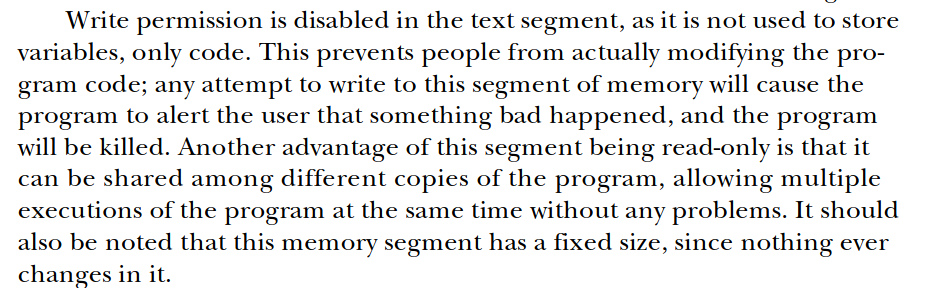 Write permission is disabled in the text segment, as it is not used to store
variables, only code. This prevents people from actually modifying the pro-
gram code; any attempt to write to this segment of memory will cause the
program to alert the user that something bad happened, and the program
will be killed. Another advantage of this segment being read-only is that it
can be shared among different copies of the program, allowing multiple
executions of the program at the same time without any problems. It should
also be noted that this memory segment has a fixed size, since nothing ever
changes in it.